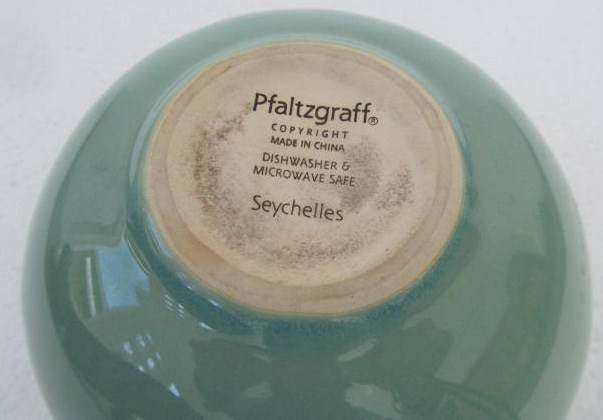 Pfaltzgraff®
COPYRIGHT
MADE IN CHINA
DISHWASHER &
MICROWAVE SAFE
Seychelles